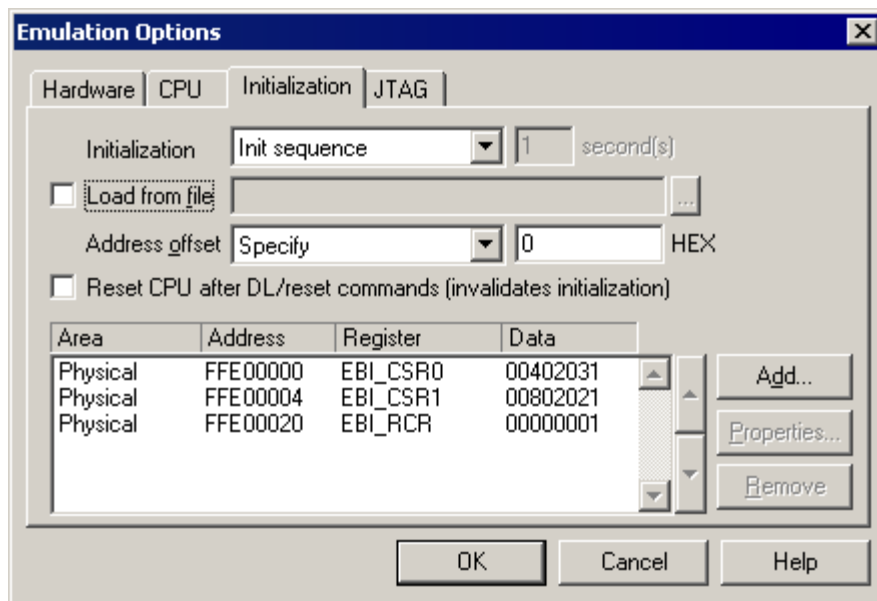 Emulation Options
Hardware CPU Initialization JTAG
Initialization Init sequence 1 second(s)
Load from file ...
Address offset Specify 0 HEX
Reset CPU after DL/reset commands (invalidates initialization)
Area Address Register Data
Physical FFE00000 EBI_CSR0 00402031
Physical FFE00004 EBI_CSR1 00802021
Physical FFE00020 EBI_RCR 00000001
Add...
Properties...
Remove
OK Cancel Help